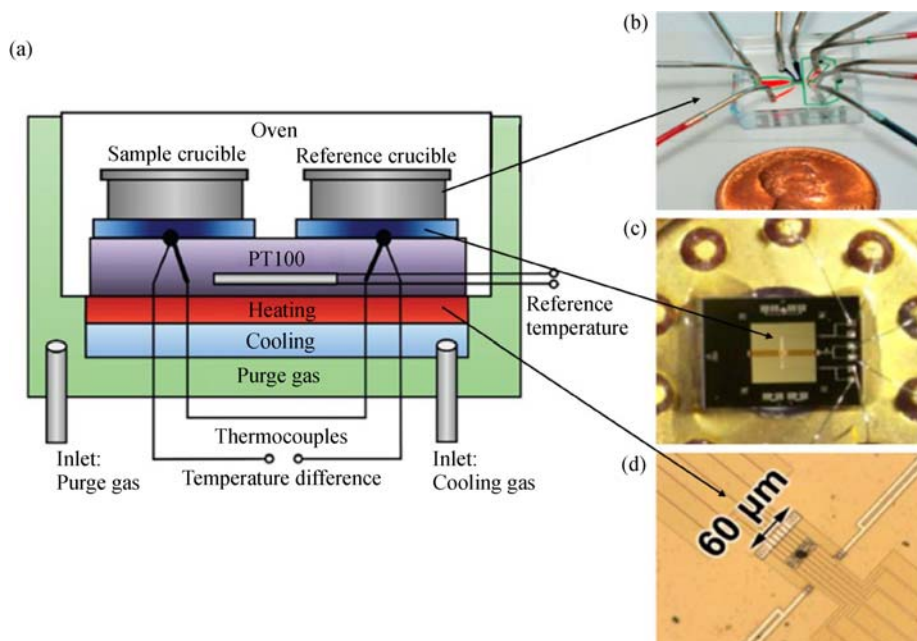 (a)
Oven
Sample crucible
Reference crucible
PT100
Reference
temperature
Heating
Cooling
Purge gas
Thermocouples
Temperature difference
Inlet:
Purge gas
Inlet:
Cooling gas
(b)
(c)
(d)
60 μm